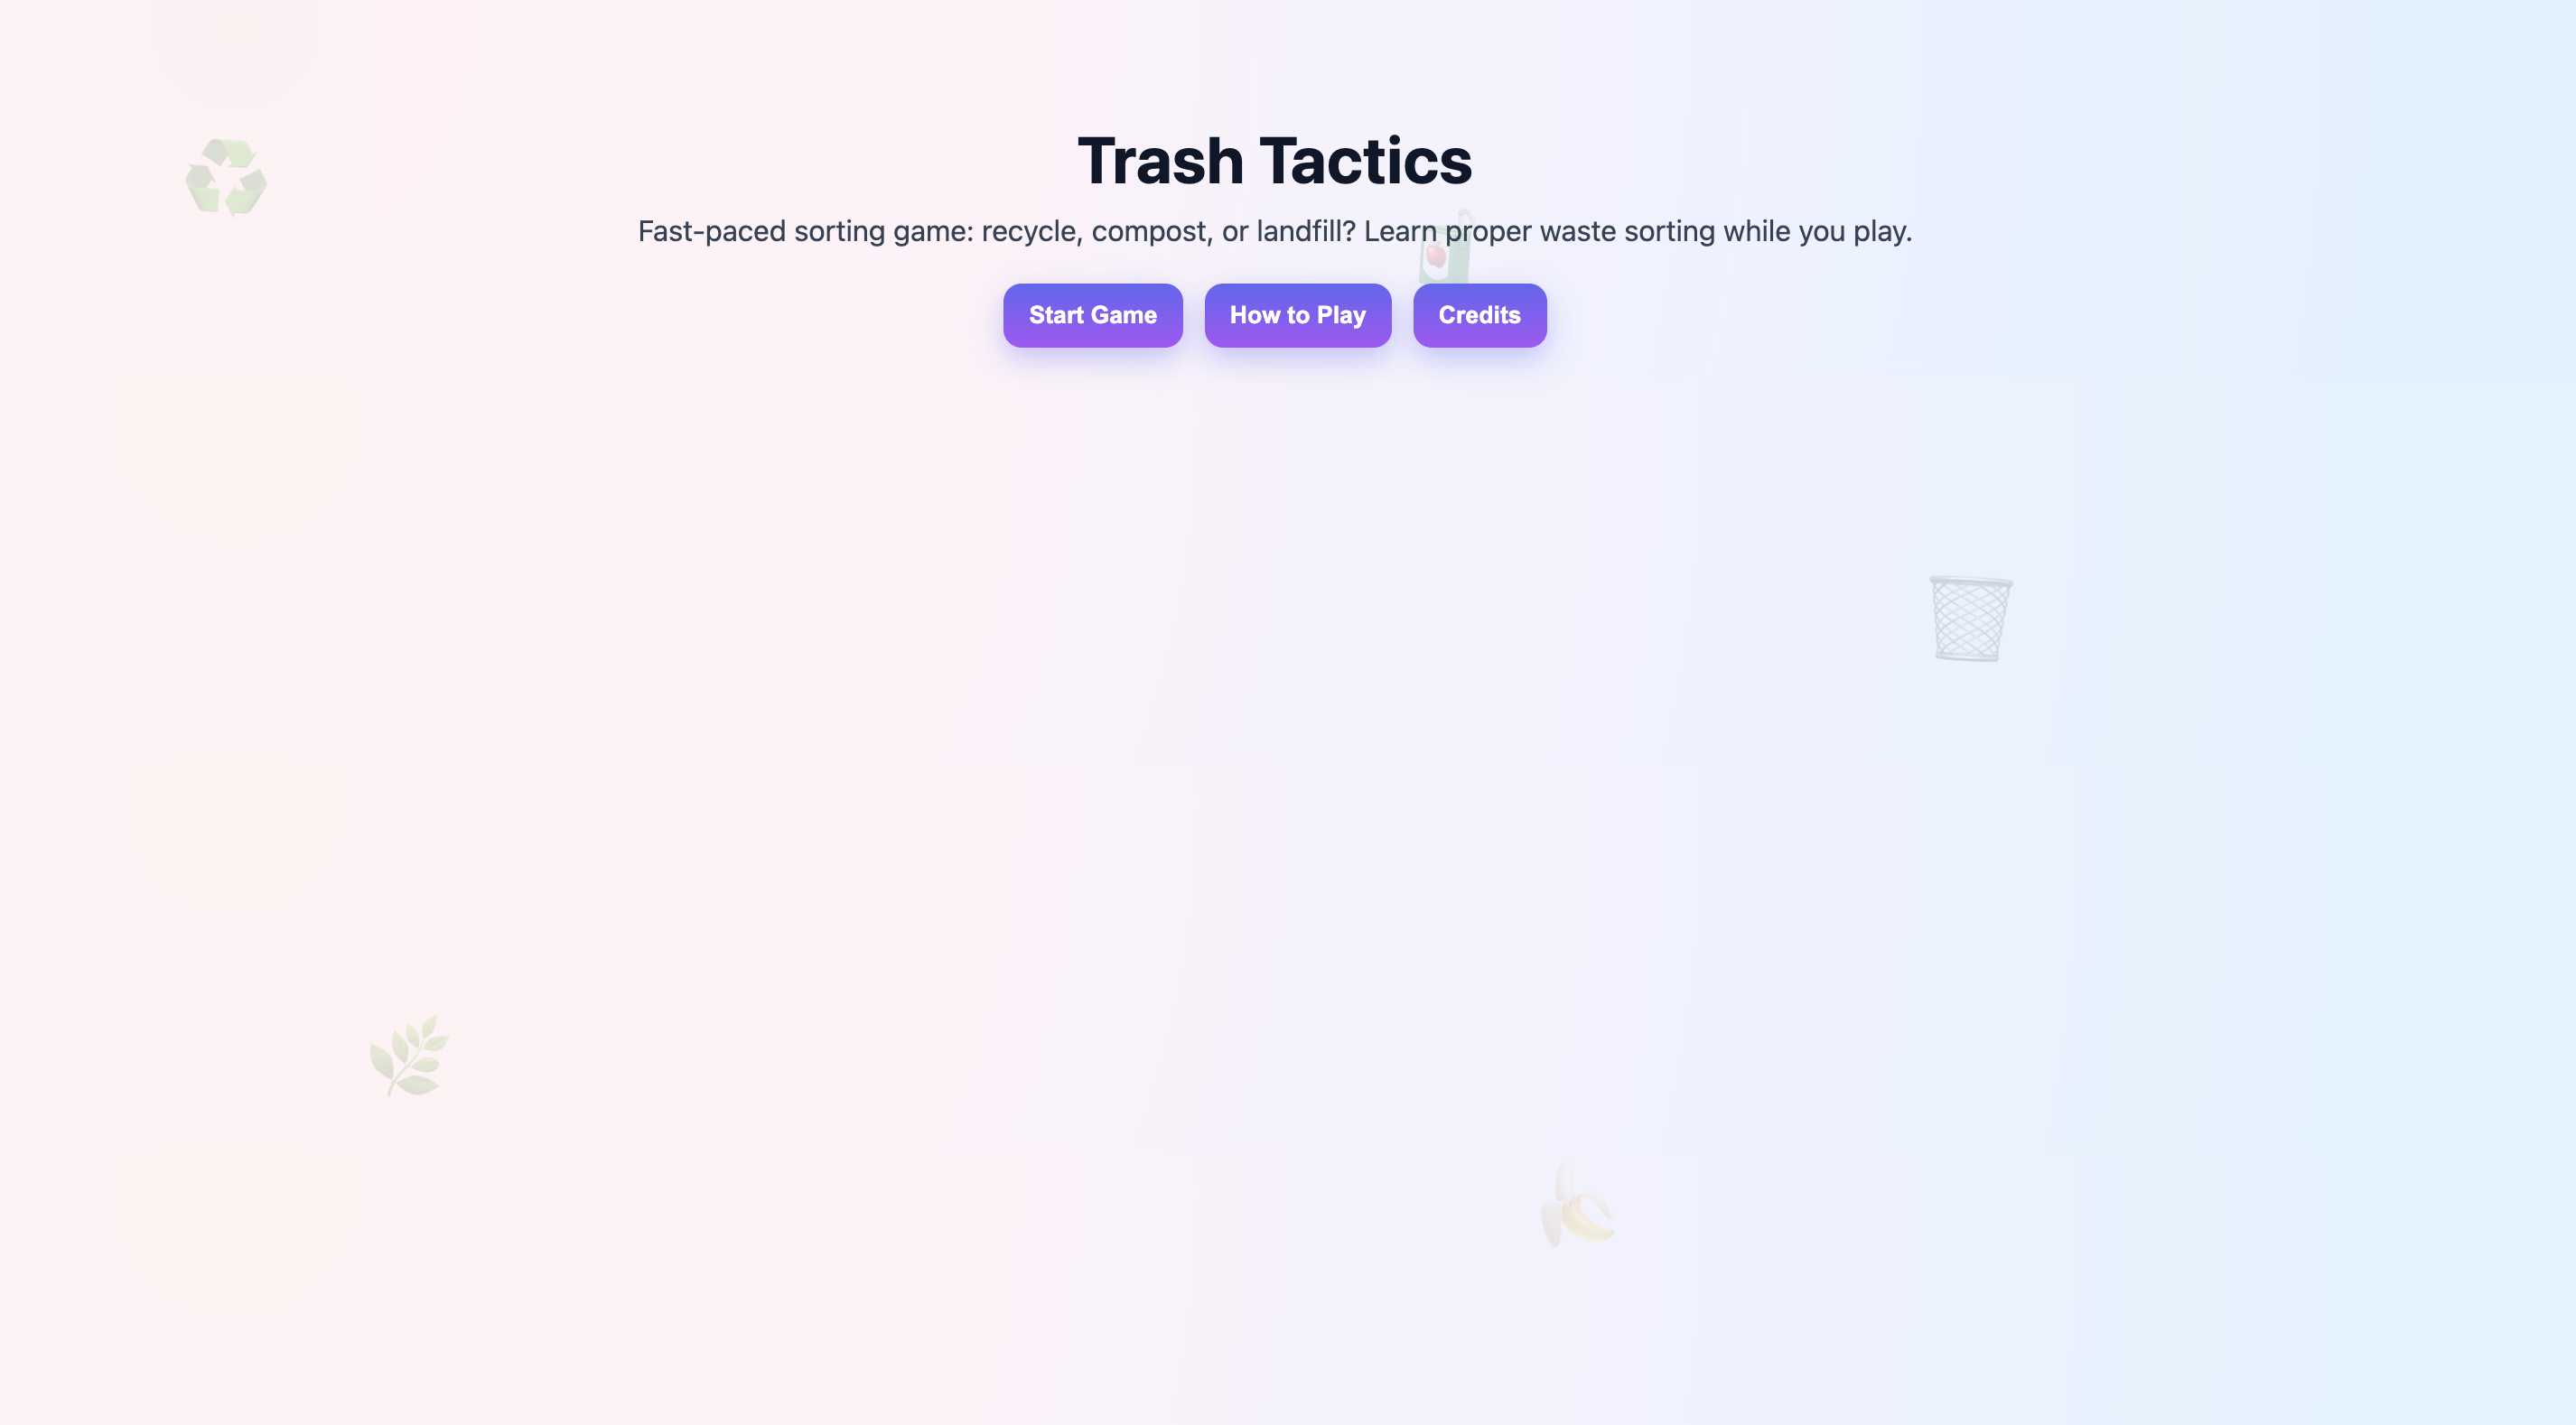 Trash Tactics
Fast-paced sorting game: recycle, compost, or landfill? Learn proper waste sorting while you play.
Start Game
How to Play
Credits